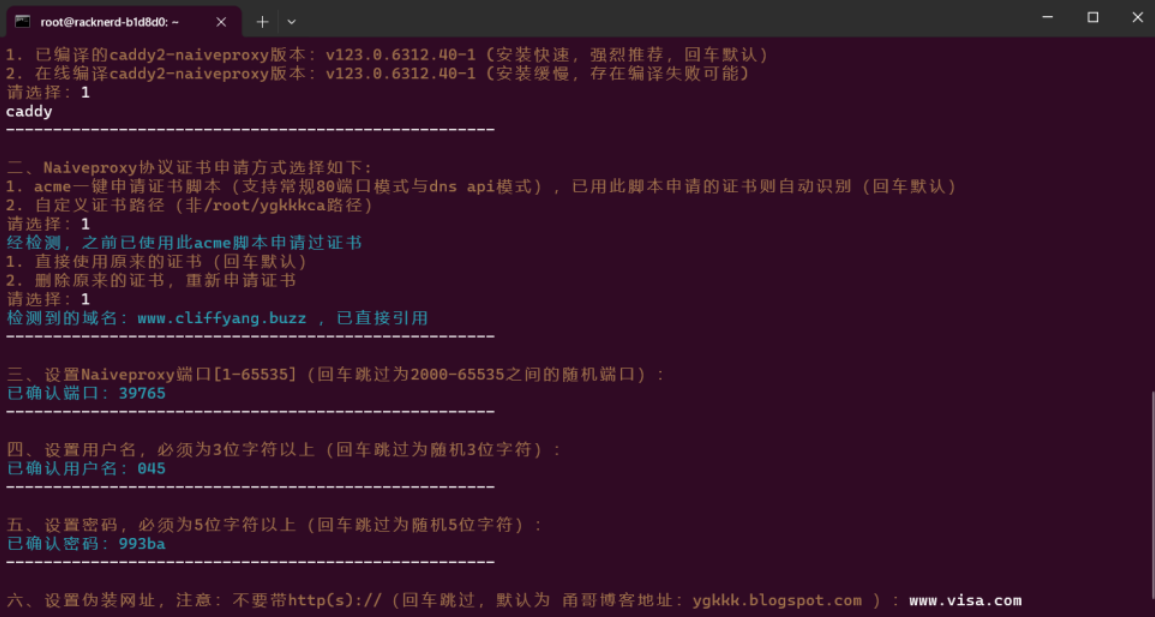 root@racknerd-b1d8d0: ~
1. 已编译的caddy2-naiveproxy版本：v123.0.6312.40-1 (安装快速，强烈推荐，回车默认)
2. 在线编译caddy2-naiveproxy版本：v123.0.6312.40-1 (安装缓慢，存在编译失败可能)
请选择：1
caddy
----------------------------------------------------
二、Naiveproxy协议证书申请方式选择如下:
1. acme一键申请证书脚本（支持常规80端口模式与dns api模式），已用此脚本申请的证书则自动识别（回车默认）
2. 自定义证书路径（非/root/ygkkkca路径）
请选择：1
经检测，之前已使用此acme脚本申请过证书
1. 直接使用原来的证书（回车默认）
2. 删除原来的证书，重新申请证书
请选择：1
检测到的域名：www.cliffyang.buzz ，已直接引用
----------------------------------------------------
三、设置Naiveproxy端口[1-65535]（回车跳过为2000-65535之间的随机端口）：
已确认端口：39765
----------------------------------------------------
四、设置用户名，必须为3位字符以上（回车跳过为随机3位字符）：
已确认用户名：045
----------------------------------------------------
五、设置密码，必须为5位字符以上（回车跳过为随机5位字符）：
已确认密码：993ba
----------------------------------------------------
六、设置伪装网址，注意：不要带http(s)://（回车跳过，默认为 甬哥博客地址：ygkkk.blogspot.com ）：www.visa.com